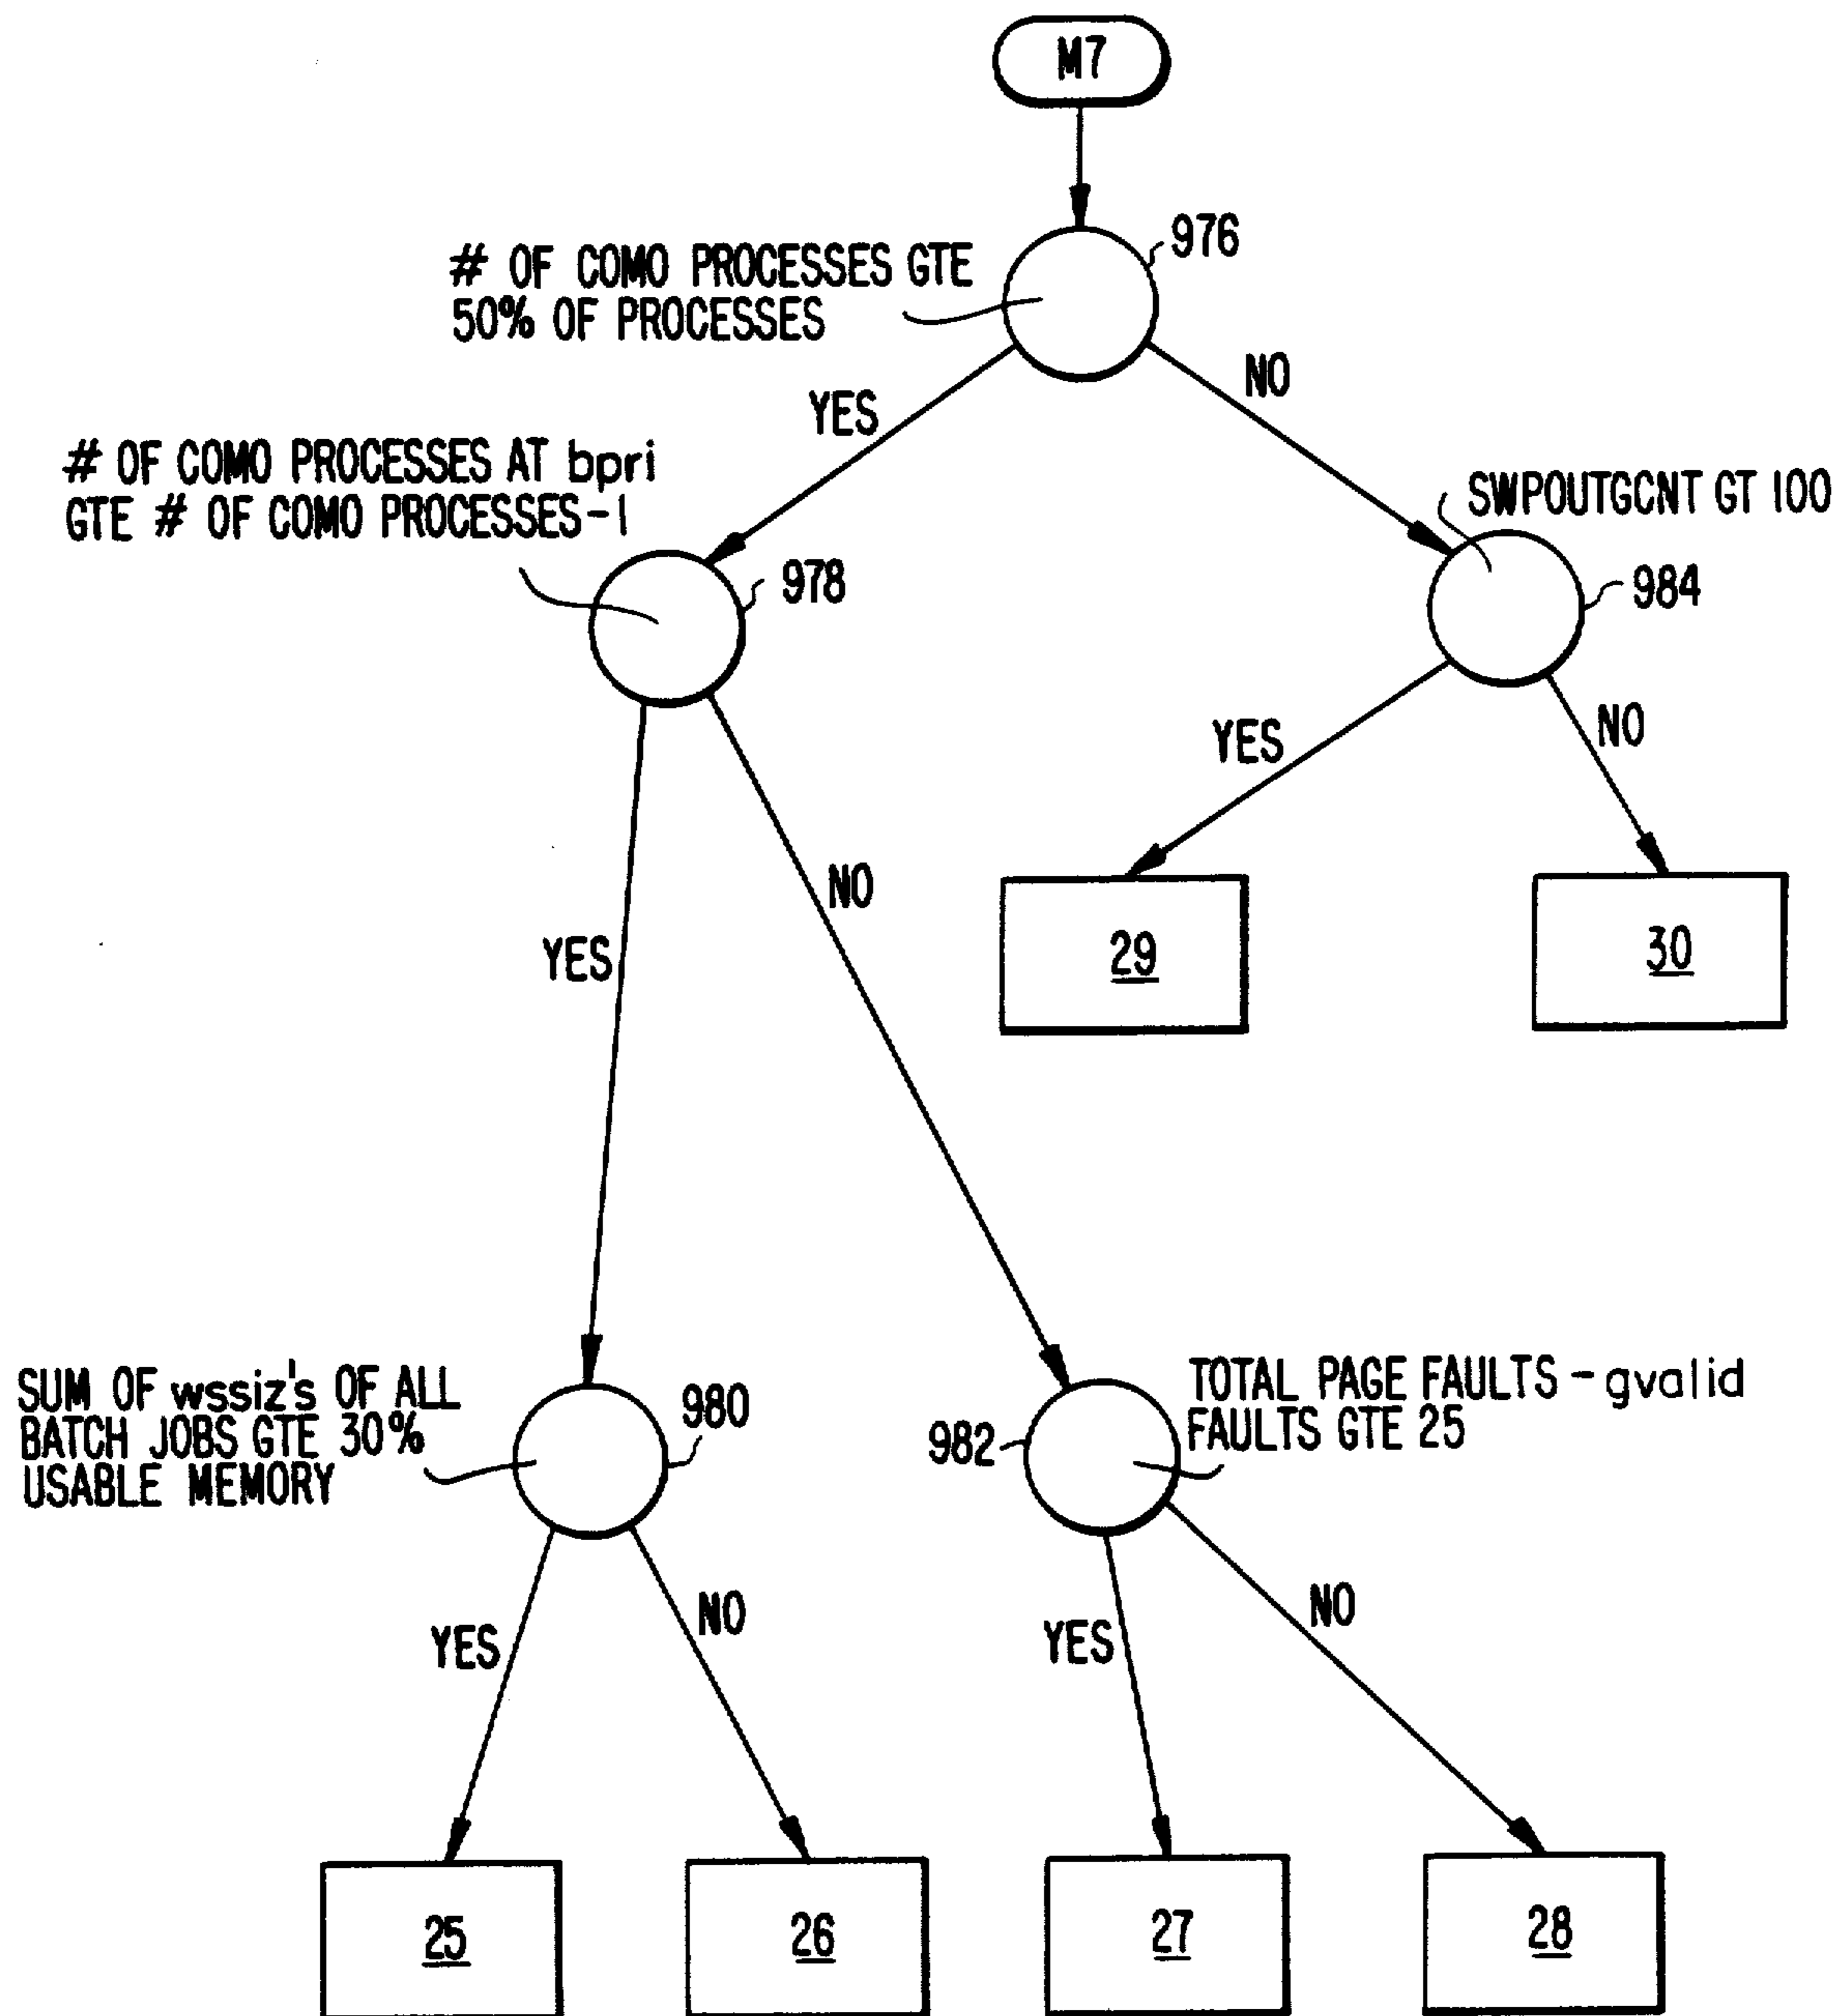 M7
# OF COMO PROCESSES GTE
50% OF PROCESSES
976
YES
NO
# OF COMO PROCESSES AT bpri
GTE # OF COMO PROCESSES-1
978
SWPOUTGCNT GT 100
984
YES
NO
29
30
YES
NO
SUM OF wssiz's OF ALL
BATCH JOBS GTE 30%
USABLE MEMORY
980
982
TOTAL PAGE FAULTS - gvalid
FAULTS GTE 25
YES
NO
YES
NO
25
26
27
28